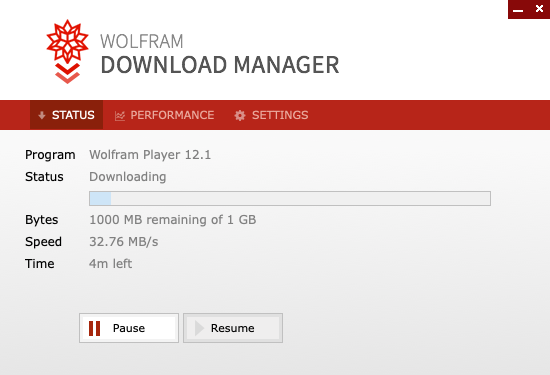 WOLFRAM
DOWNLOAD MANAGER
STATUS PERFORMANCE SETTINGS
Program Wolfram Player 12.1
Status Downloading
Bytes 1000 MB remaining of 1 GB
Speed 32.76 MB/s
Time 4m left
Pause Resume